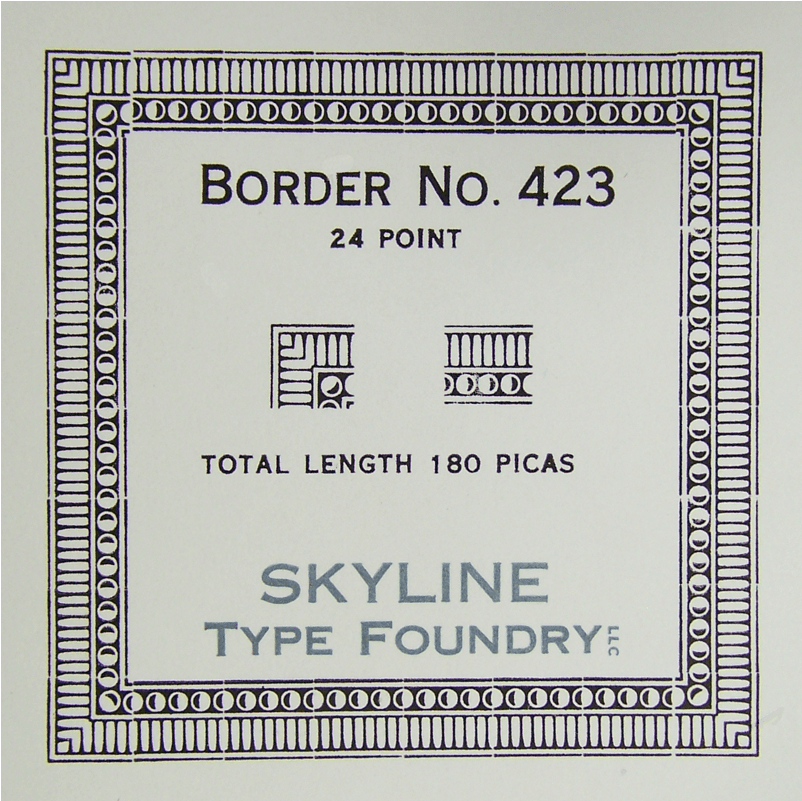 BORDER NO. 423
24 POINT
TOTAL LENGTH 180 PICAS
SKYLINE
TYPE FOUNDRY LLC